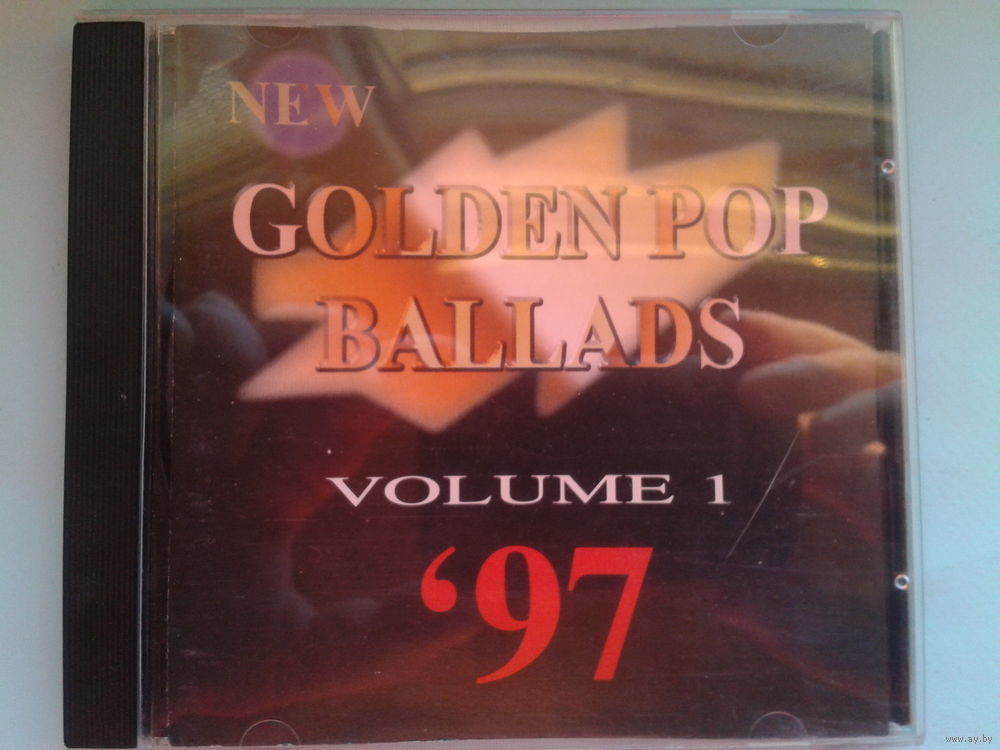 NEW
GOLDEN POP
BALLADS
VOLUME 1
‘97
www.ay.by